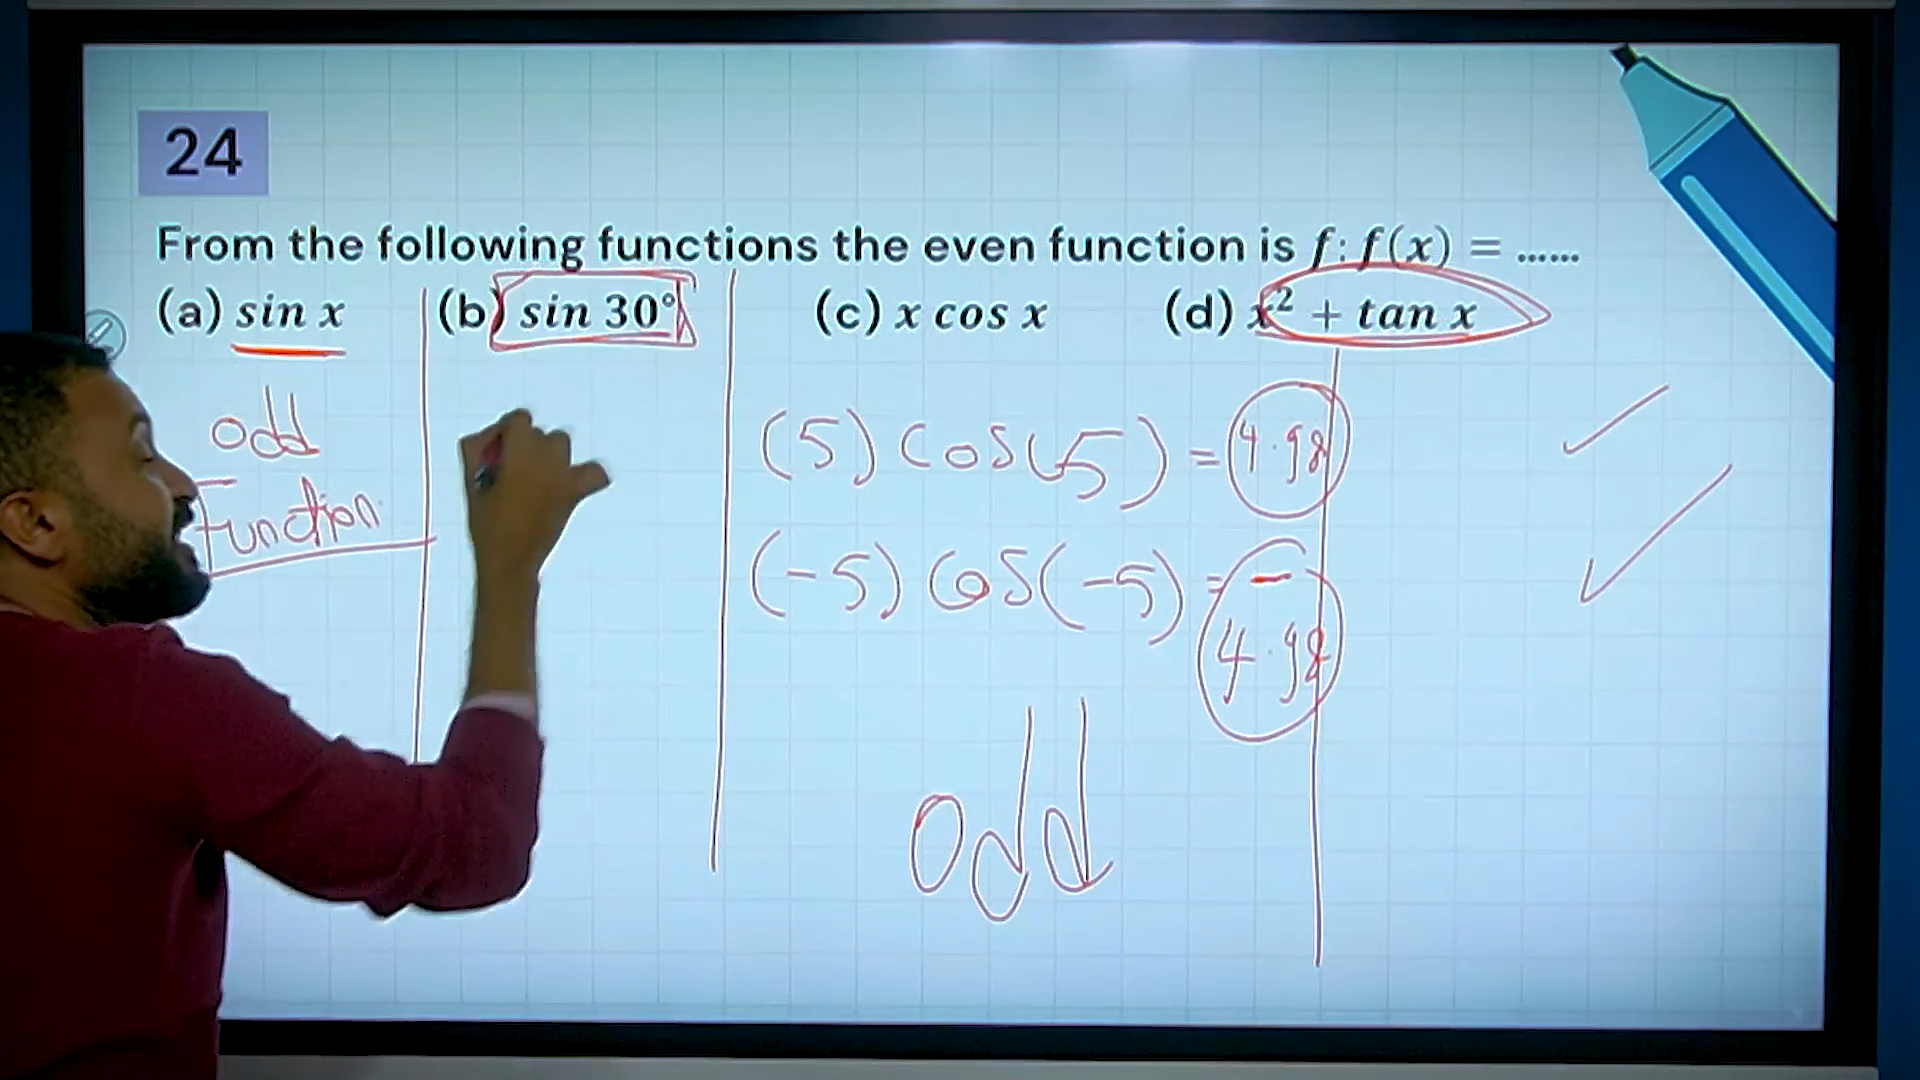 24
From the following functions the even function is f: f(x) = ......
(a) sin x (b) sin 30° (c) x cos x (d) x² + tan x
odd
Function
(5) cos(5) = 4.98
(-5) cos(-5) = -
4.98
odd